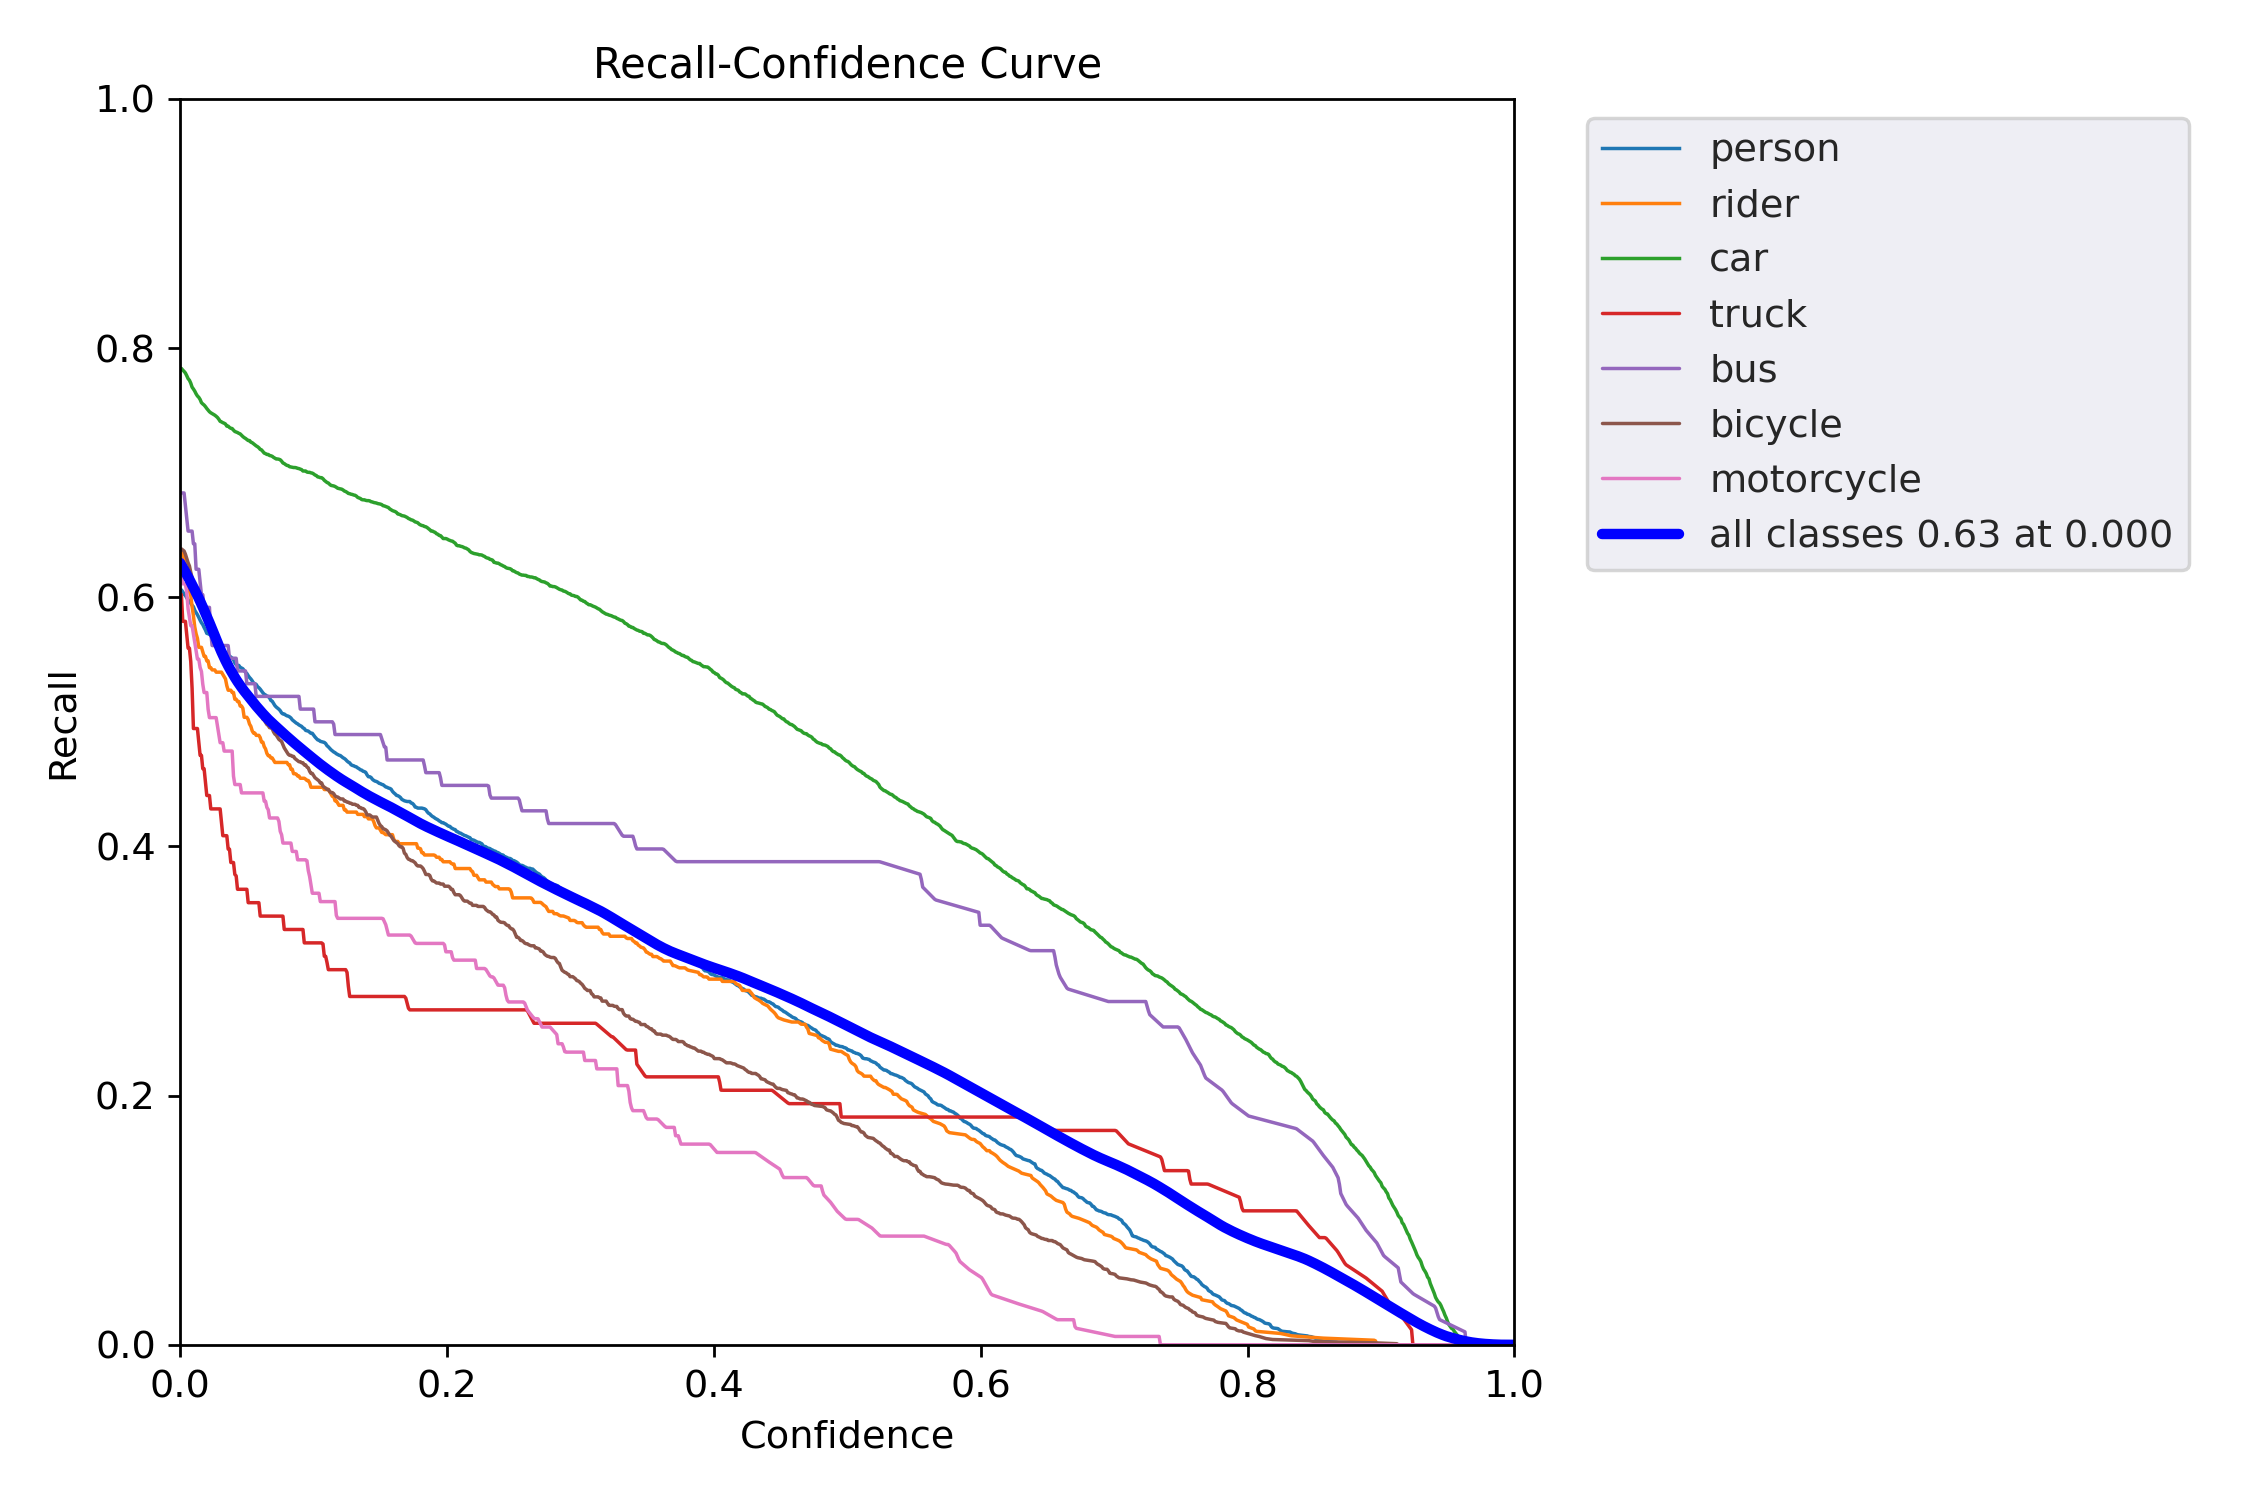 Recall-Confidence Curve
1.0
0.8
0.6
0.4
0.2
0.0
Recall
0.0 0.2 0.4 0.6 0.8 1.0
Confidence
person
rider
car
truck
bus
bicycle
motorcycle
all classes 0.63 at 0.000